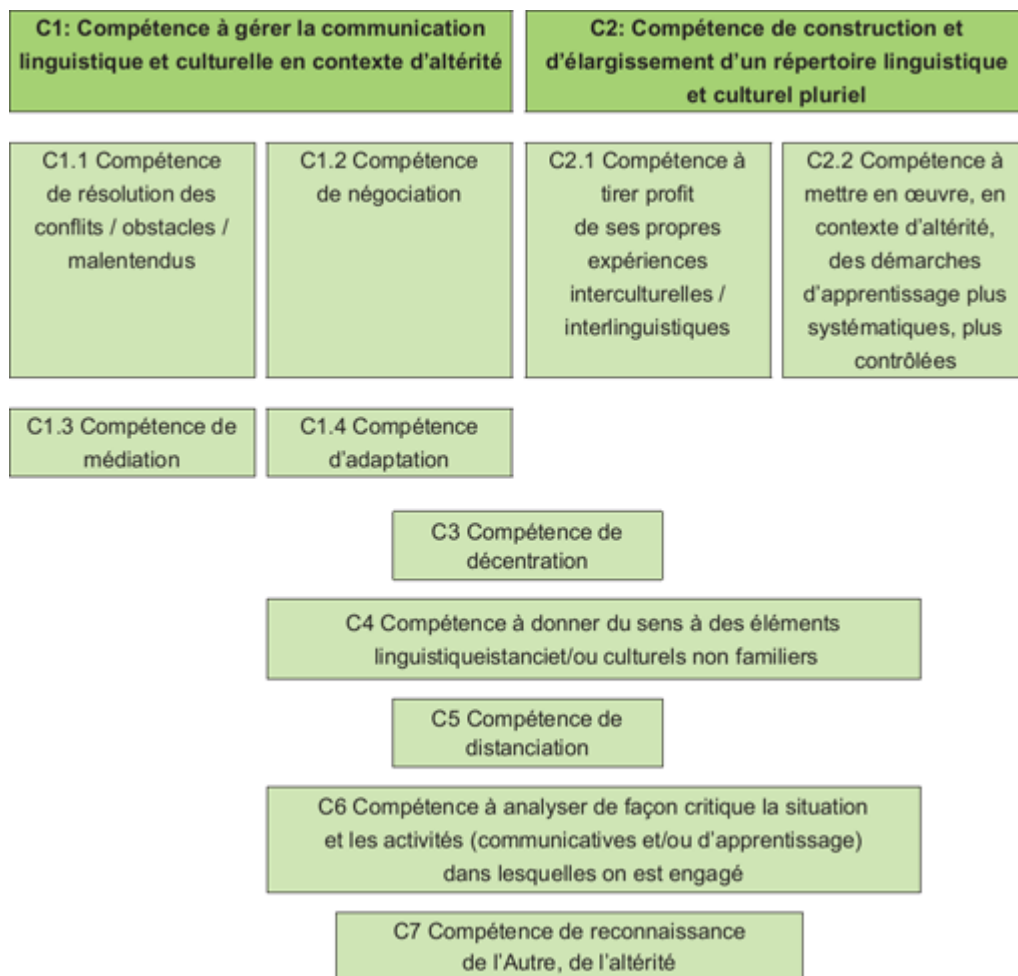 C1: Compétence à gérer la communication
linguistique et culturelle en contexte d'altérité
C2: Compétence de construction et
d'élargissement d'un répertoire linguistique
et culturel pluriel
C1.1 Compétence
de résolution des
conflits / obstacles /
malentendus
C1.2 Compétence
de négociation
C2.1 Compétence à
tirer profit
de ses propres
expériences
interculturelles /
interlinguistiques
C2.2 Compétence à
mettre en œuvre, en
contexte d'altérité,
des démarches
d'apprentissage plus
systématiques, plus
contrôlées
C1.3 Compétence de
médiation
C1.4 Compétence
d'adaptation
C3 Compétence de
décentration
C4 Compétence à donner du sens à des éléments
linguistiqueistanciet/ou culturels non familiers
C5 Compétence de
distanciation
C6 Compétence à analyser de façon critique la situation
et les activités (communicatives et/ou d'apprentissage)
dans lesquelles on est engagé
C7 Compétence de reconnaissance
de l'Autre, de l'altérité